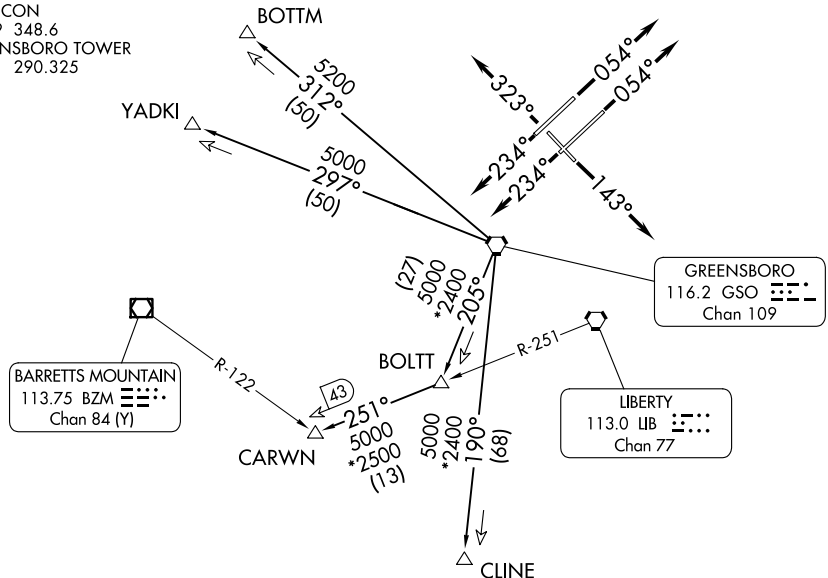 CON
348.6
NSBORO TOWER
290.325
BOTTM
5200
312°
(50)
YADKI
5000
297°
(50)
323°
054°
054°
234°
234°
143°
GREENSBORO
116.2 GSO
Chan 109
(27)
5000
*2400
205°
BARRETTS MOUNTAIN
113.75 BZM
Chan 84 (Y)
R-122
BOLTT
R-251
LIBERTY
113.0 LIB
Chan 77
43
251°
5000
*2500
(13)
CARWN
5000
*2400
190°
(68)
CLINE